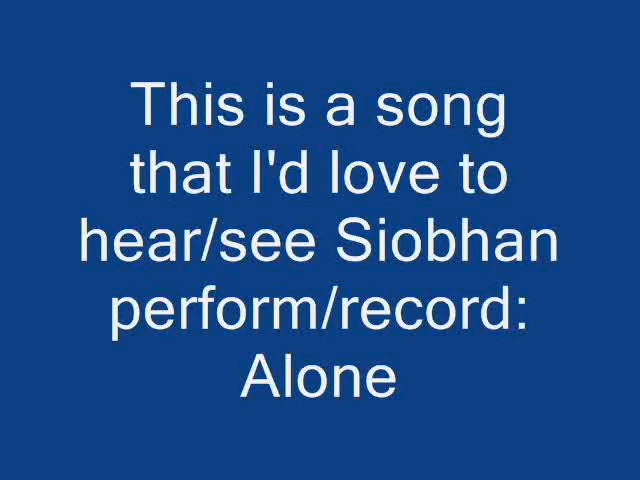 This is a song
that I'd love to
hear/see Siobhan
perform/record:
Alone